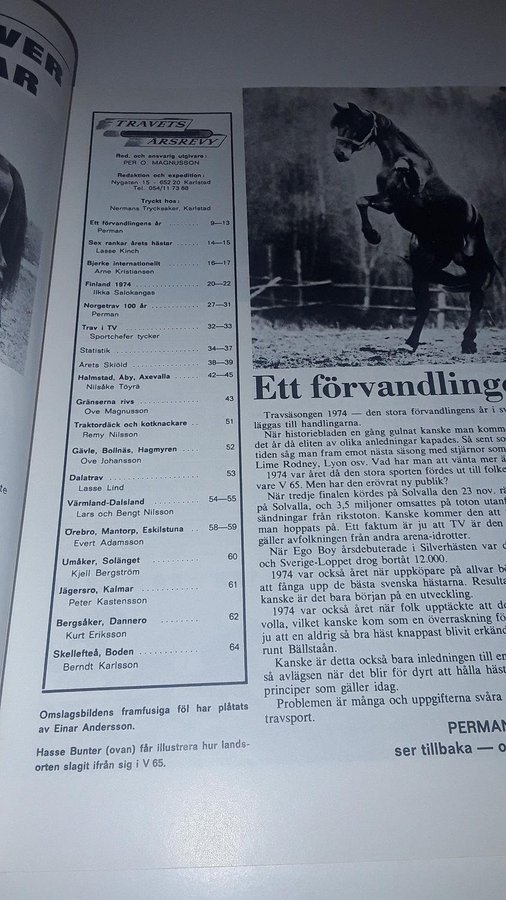 VER
AR
TRAVETS
ÅRSREVY
Red. och ansvarig utgivare:
PER O. MAGNUSSON
Redaktion och expedition:
Nygatan 15 - 652 20 Karlstad
Tel. 054/11 73 88
Tryckt hos:
Nermans Trycksaker, Karlstad
Ett förvandlingens år 9—13
Perman
Sex rankar årets hästar 14—15
Lasse Kinch
Bjerke internationellt 16—17
Arne Kristiansen
Finland 1974 20—22
Ilkka Salokangas
Norgetrav 100 år 27—31
Perman
Trav i TV 32—33
Sportchefer tycker
Statistik 34—37
Årets Skiöld 38—39
Halmstad, Åby, Axevalla 42—45
Nilsåke Töyrä
Gränserna rivs 43
Ove Magnusson
Traktordäck och kotknackare 51
Remy Nilsson
Gävle, Bollnäs, Hagmyren 52
Ove Johansson
Dalatrav 53
Lasse Lind
Värmland-Dalsland 54—55
Lars och Bengt Nilsson
Örebro, Mantorp, Eskilstuna 58—59
Evert Adamsson
Umåker, Solänget 60
Kjell Bergström
Jägersro, Kalmar 61
Peter Kastensson
Bergsåker, Dannero 62
Kurt Eriksson
Skellefteå, Boden 64
Berndt Karlsson
Omslagsbildens framfusiga föl har plåtats
av Einar Andersson.
Hasse Bunter (ovan) får illustrera hur lands-
orten slagit ifrån sig i V 65.
te
Ett förvandlinge
Travsäsongen 1974 — den stora förvandlingens år i sv
läggas till handlingarna.
När historiebladen en gång gulnat kanske man komm
det år då eliten av olika anledningar kapades. Så sent so
tiden såg man fram emot nästa säsong med stjärnor som
Lime Rodney, Lyon osv. Vad har man att vänta mer ä
1974 var året då den stora sporten fördes ut till folke
vare V 65. Men har den erövrat ny publik?
När tredje finalen kördes på Solvalla den 23 nov. rä
på Solvalla, och 3,5 miljoner omsattes på toton utan
sändningar från rikstoton. Kanske kommer den att
man hoppats på. Ett faktum är ju att TV är den
gäller avfolkningen från andra arena-idrotter.
När Ego Boy årsdebuterade i Silverhästen var d
och Sverige-Loppet drog bortåt 12.000.
1974 var också året när uppköpare på allvar bö
att fånga upp de bästa svenska hästarna. Resulta
kanske är det bara början på en utveckling.
1974 var också året när folk upptäckte att do
volla, vilket kanske kom som en överraskning fö
ju att en aldrig så bra häst knappast blivit erkänd
runt Bällstaån.
Kanske är detta också bara inledningen till en
så avlägsen när det blir för dyrt att hålla häst
principer som gäller idag.
Problemen är många och uppgifterna svåra
travsport.
PERMAN
ser tillbaka — o